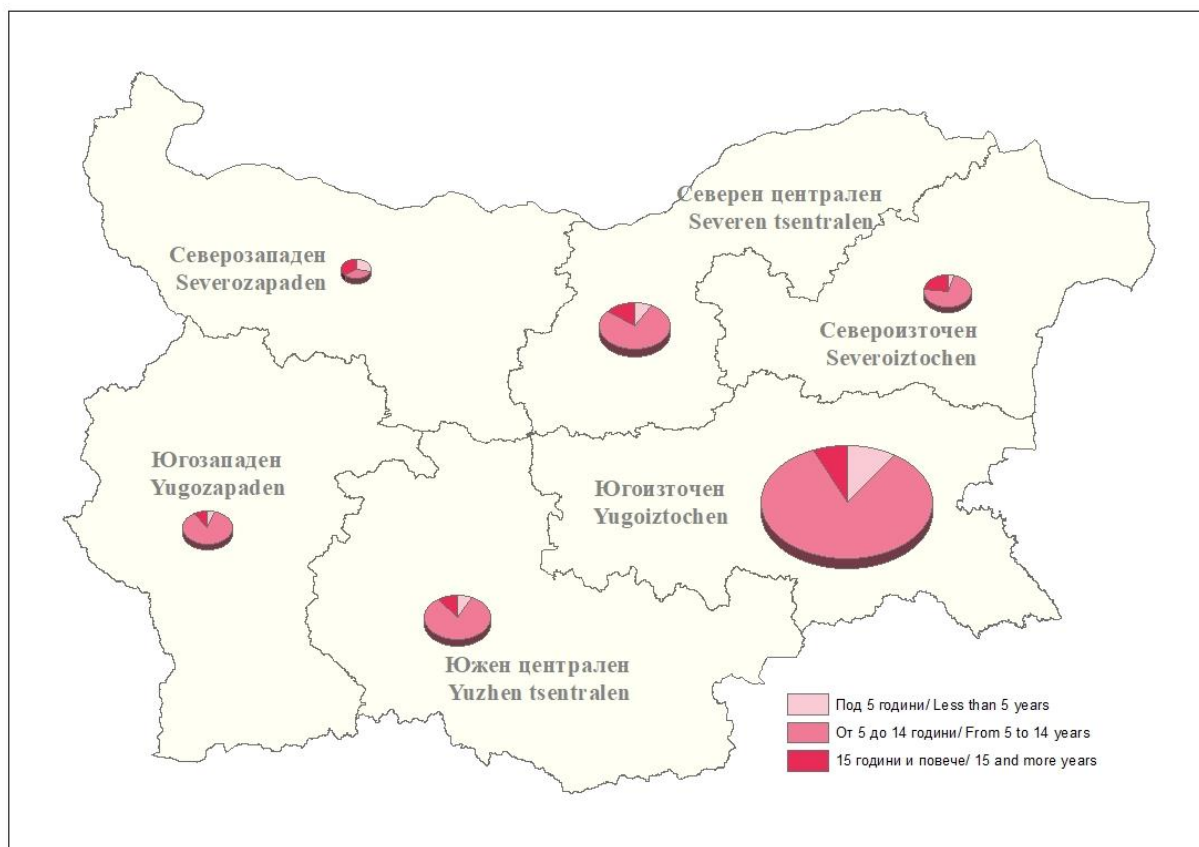 Северен централен
Severen tsentralen
Северозападен
Severozapaden
Североизточен
Severoiztochen
Югозападен
Yugozapaden
Югоизточен
Yugoiztochen
Южен централен
Yuzhen tsentralen
Под 5 години/ Less than 5 years
От 5 до 14 години/ From 5 to 14 years
15 години и повече/ 15 and more years